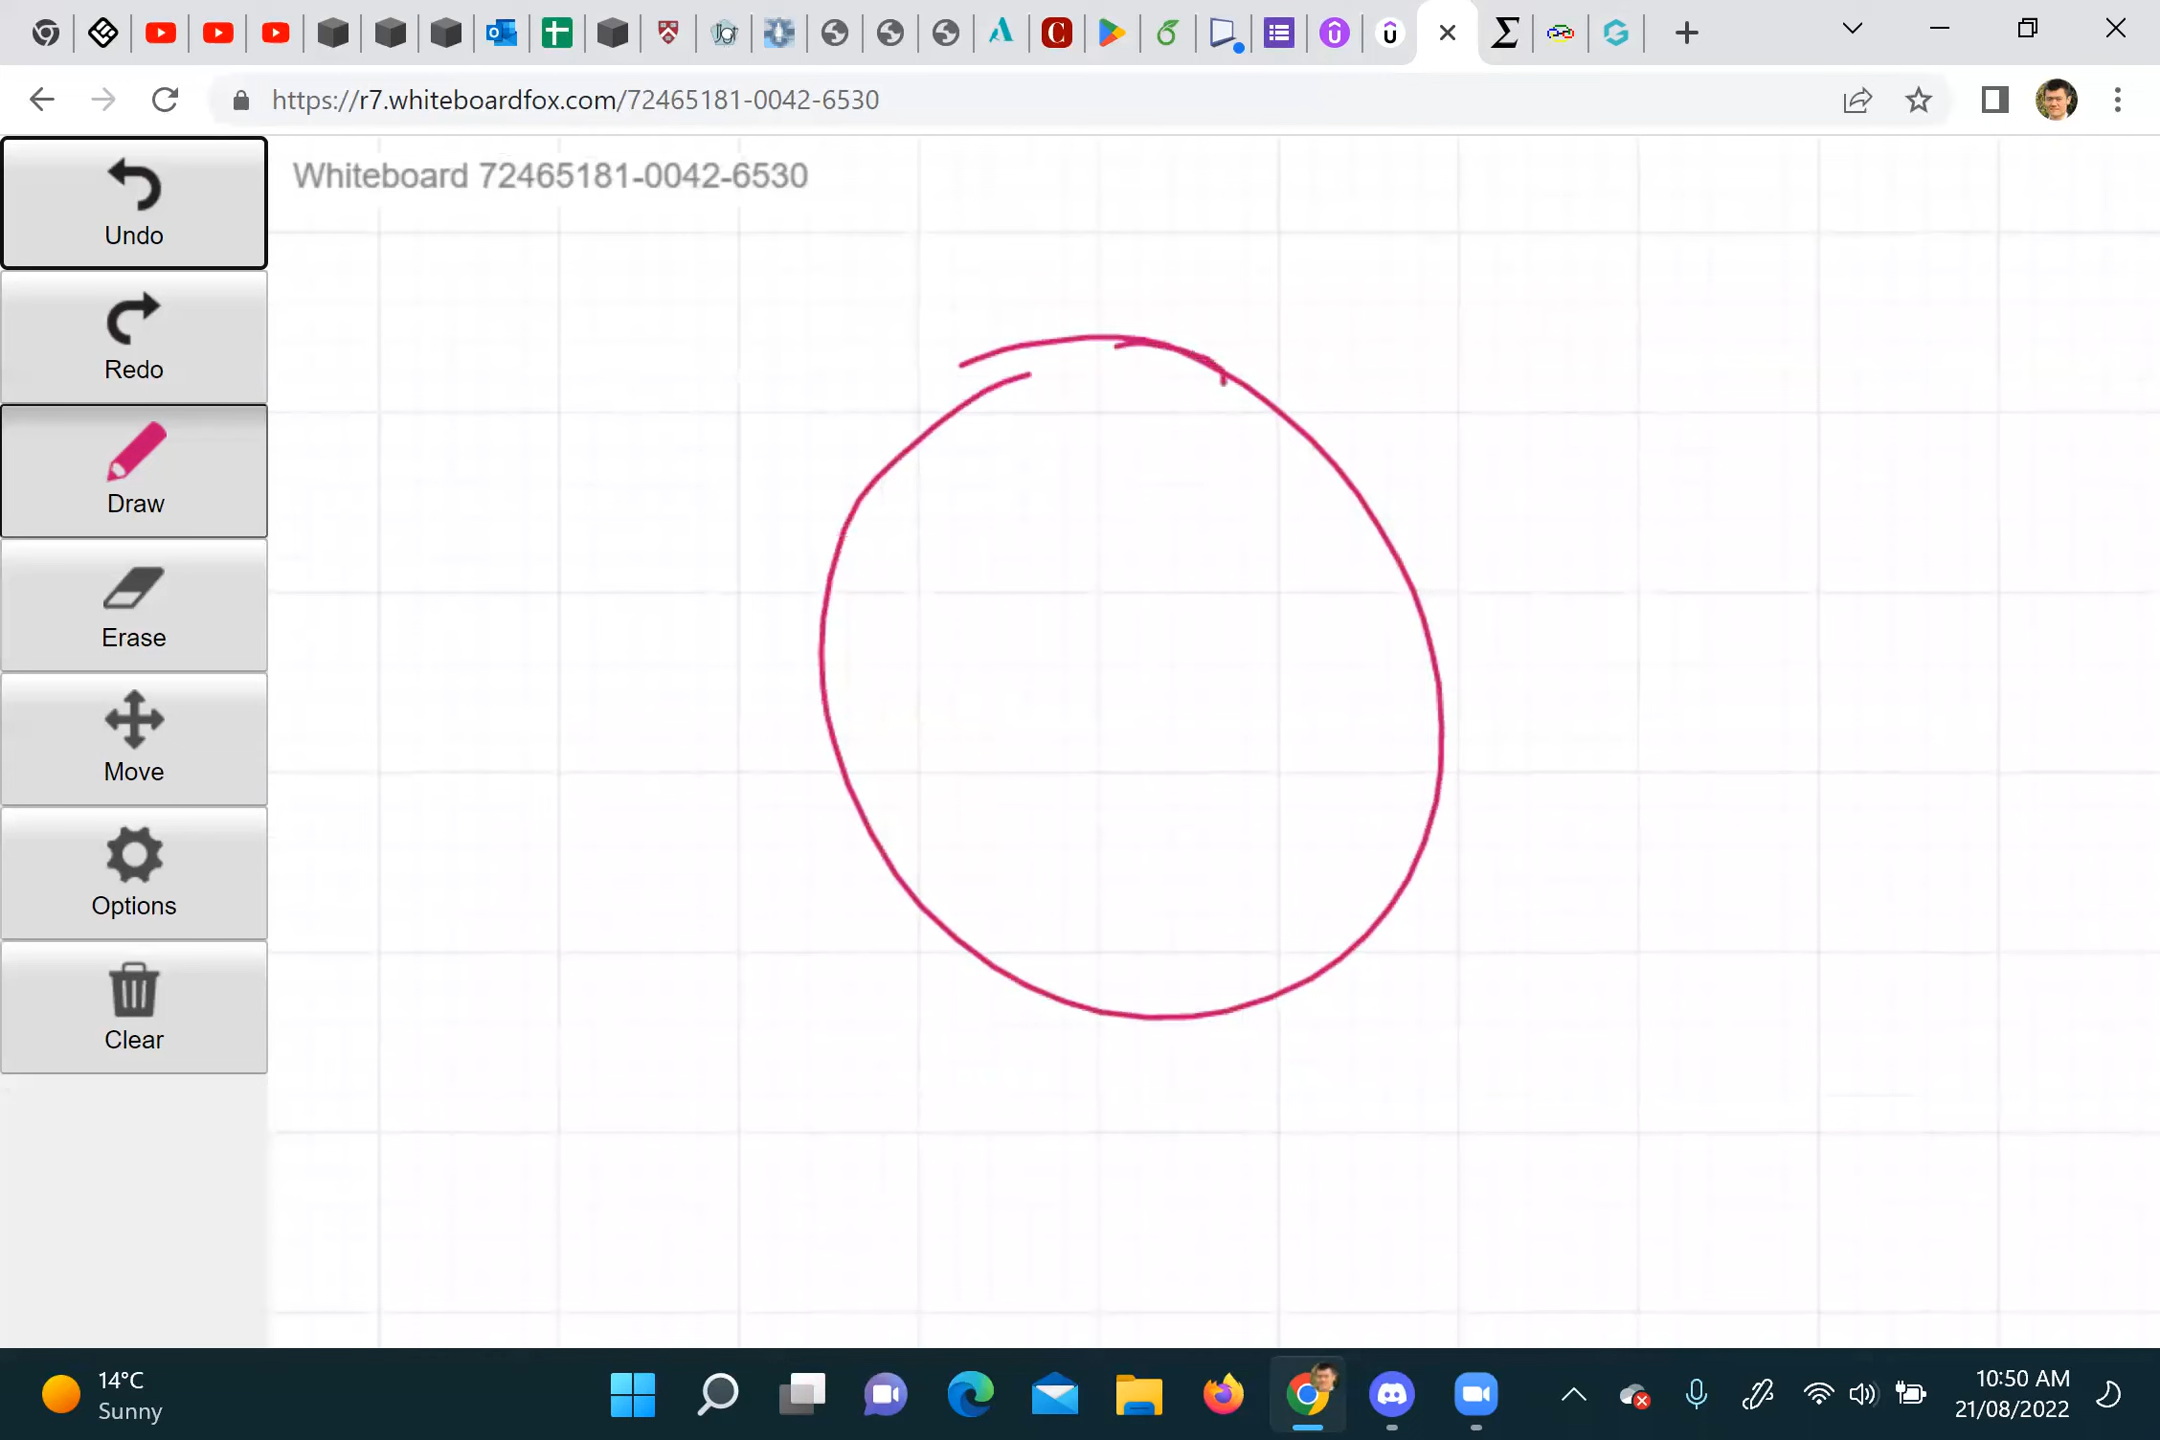 https://r7.whiteboardfox.com/72465181-0042-6530
Whiteboard 72465181-0042-6530
Undo
Redo
Draw
Erase
Move
Options
Clear
14°C
Sunny
10:50 AM
21/08/2022